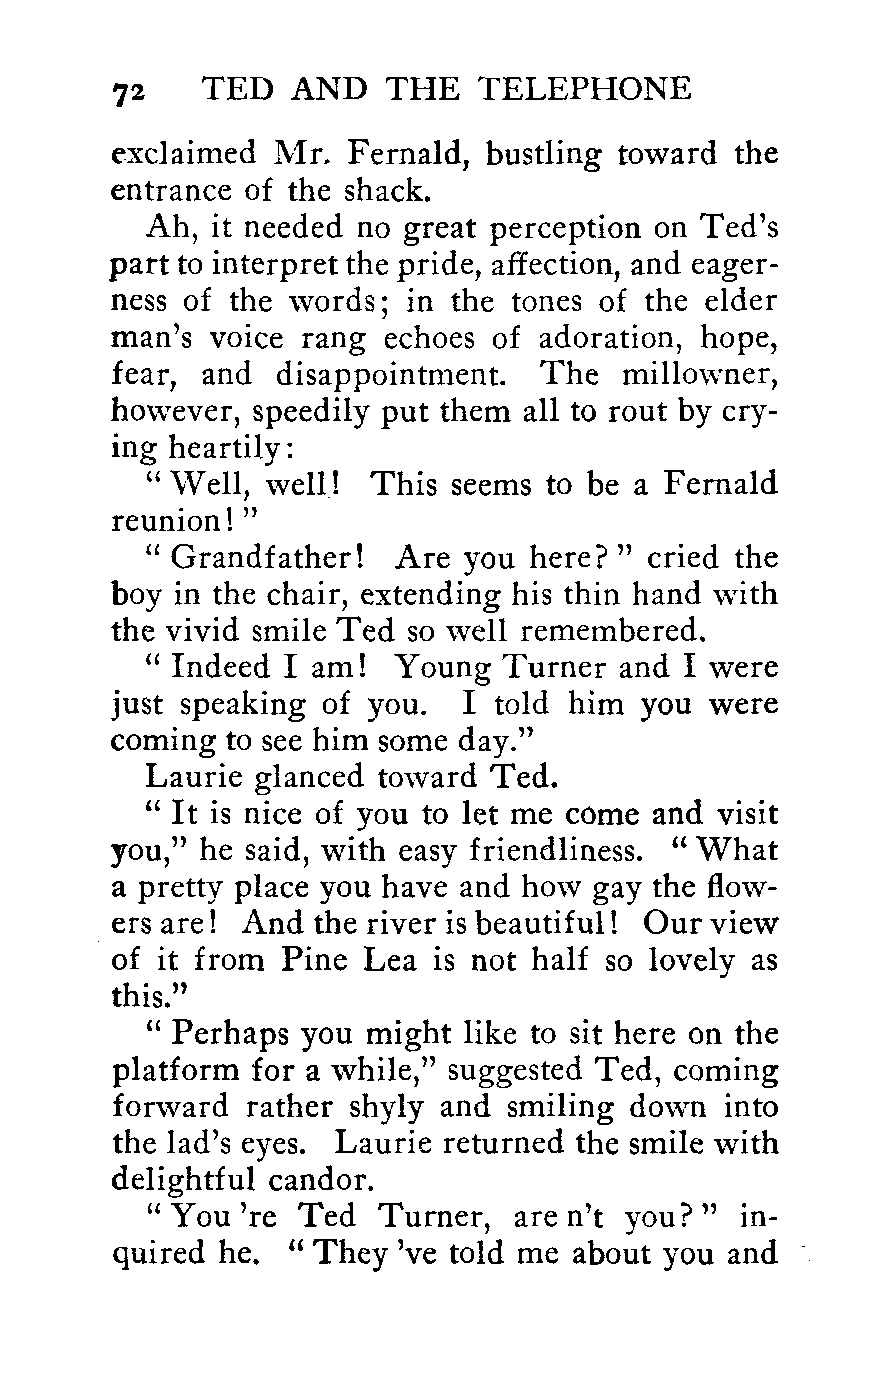 72 TED AND THE TELEPHONE
exclaimed Mr. Fernald, bustling toward the
entrance of the shack.
Ah, it needed no great perception on Ted's
part to interpret the pride, affection, and eager-
ness of the words; in the tones of the elder
man's voice rang echoes of adoration, hope,
fear, and disappointment. The millowner,
however, speedily put them all to rout by cry-
ing heartily:
“ Well, well! This seems to be a Fernald
reunion! ”
“ Grandfather! Are you here? ” cried the
boy in the chair, extending his thin hand with
the vivid smile Ted so well remembered.
“ Indeed I am! Young Turner and I were
just speaking of you. I told him you were
coming to see him some day.”
Laurie glanced toward Ted.
“ It is nice of you to let me come and visit
you,” he said, with easy friendliness. “ What
a pretty place you have and how gay the flow-
ers are! And the river is beautiful! Our view
of it from Pine Lea is not half so lovely as
this.”
“ Perhaps you might like to sit here on the
platform for a while,” suggested Ted, coming
forward rather shyly and smiling down into
the lad's eyes. Laurie returned the smile with
delightful candor.
“ You 're Ted Turner, are n't you? ” in-
quired he. “ They 've told me about you and